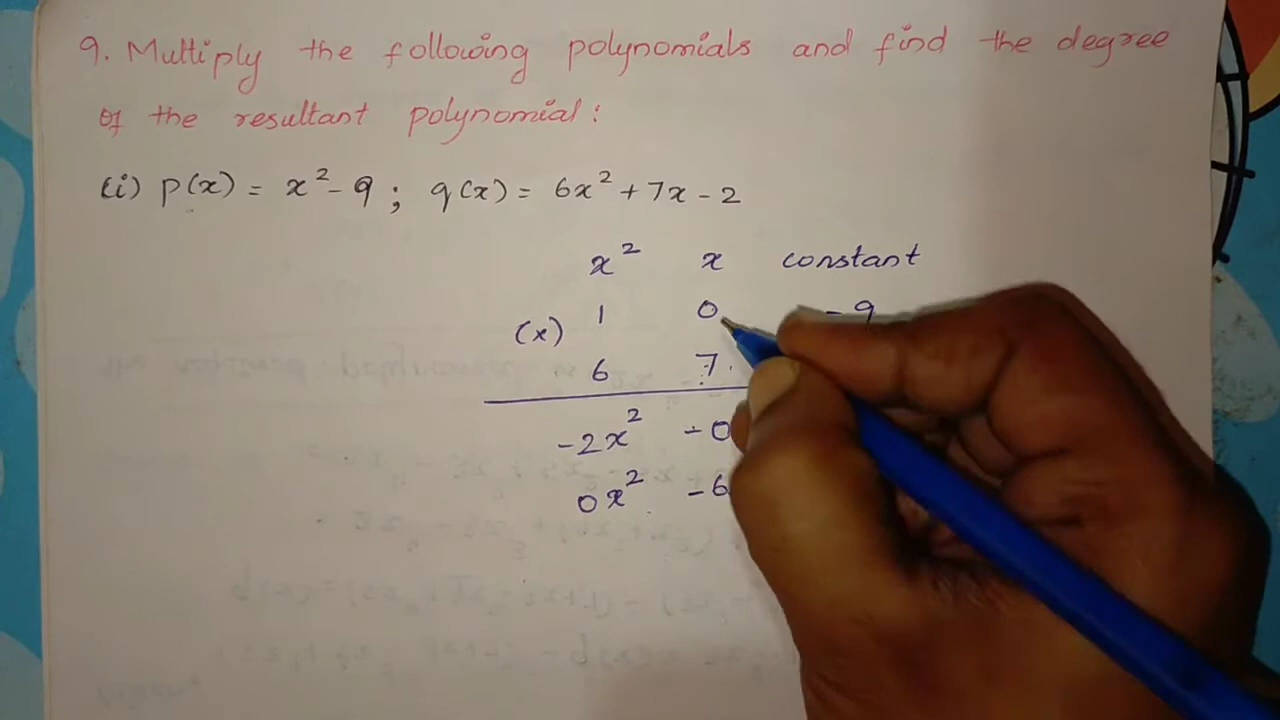 9. Multiply the following polynomials and find the degree
of the resultant polynomial:
(i) p(x) = x² - 9 ; q(x) = 6x² + 7x - 2
x² x constant
(x) 1 0 - 9
6 7
-2x² -0
0x² -6